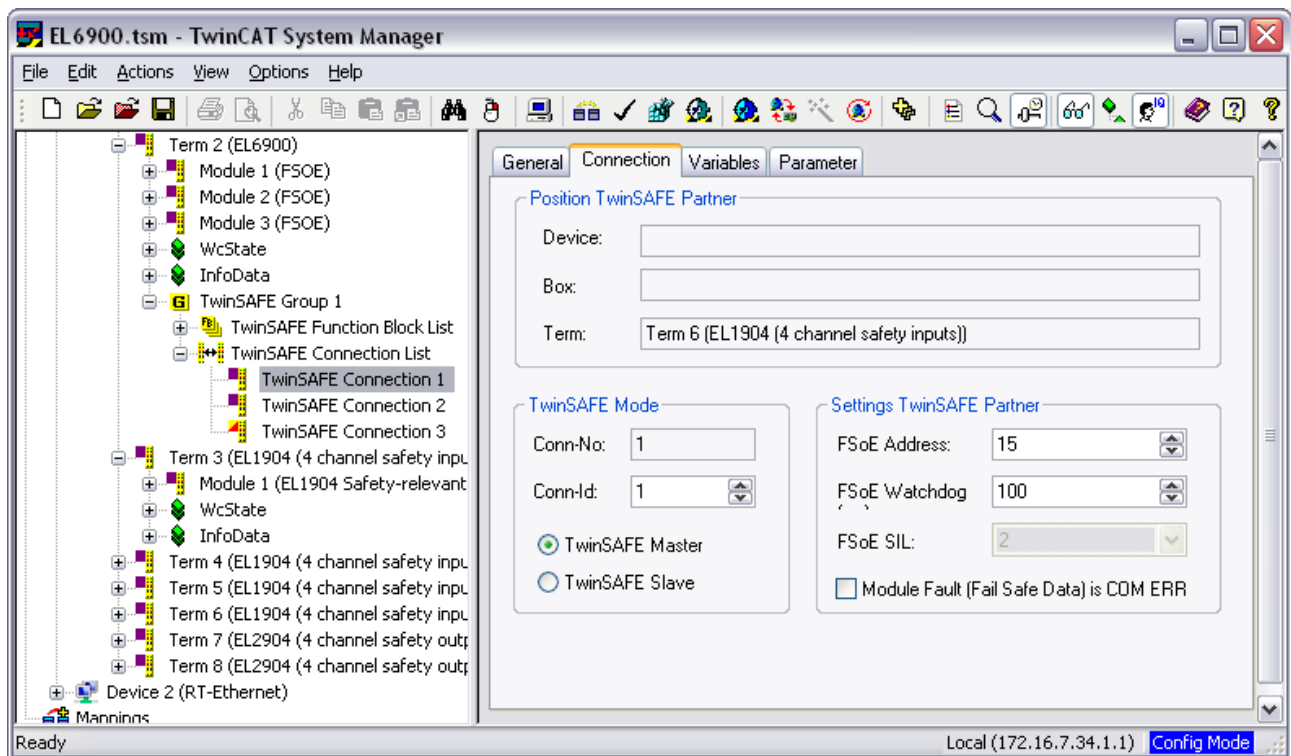 EL6900.tsm - TwinCAT System Manager
File Edit Actions View Options Help
Term 2 (EL6900)
Module 1 (FSOE)
Module 2 (FSOE)
Module 3 (FSOE)
WcState
InfoData
G TwinSAFE Group 1
TwinSAFE Function Block List
TwinSAFE Connection List
TwinSAFE Connection 1
TwinSAFE Connection 2
TwinSAFE Connection 3
Term 3 (EL1904 (4 channel safety inpu
Module 1 (EL1904 Safety-relevant
WcState
InfoData
Term 4 (EL1904 (4 channel safety inpu
Term 5 (EL1904 (4 channel safety inpu
Term 6 (EL1904 (4 channel safety inpu
Term 7 (EL2904 (4 channel safety outp
Term 8 (EL2904 (4 channel safety outp
Device 2 (RT-Ethernet)
Mappings
General Connection Variables Parameter
Position TwinSAFE Partner
Device:
Box:
Term: Term 6 (EL1904 (4 channel safety inputs))
TwinSAFE Mode
Conn-No: 1
Conn-Id: 1
TwinSAFE Master
TwinSAFE Slave
Settings TwinSAFE Partner
FSoE Address: 15
FSoE Watchdog 100
FSoE SIL: 2
Module Fault (Fail Safe Data) is COM ERR
Ready Local (172.16.7.34.1.1) Config Mode